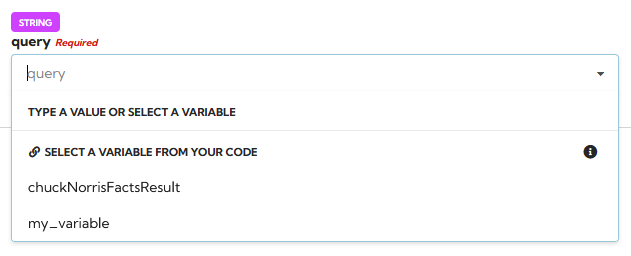 STRING
query Required
query
TYPE A VALUE OR SELECT A VARIABLE
SELECT A VARIABLE FROM YOUR CODE
chuckNorrisFactsResult
my_variable